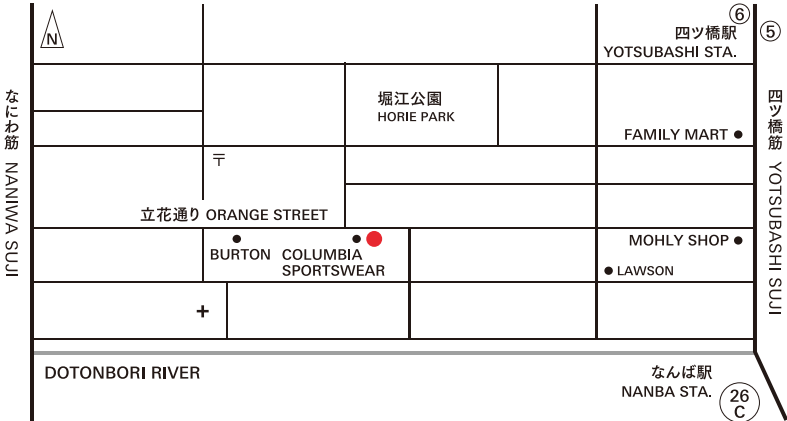 N
⑥
四ツ橋駅
YOTSUBASHI STA.
⑤
堀江公園
HORIE PARK
FAMILY MART
なにわ筋 NANIWA SUJI
四ツ橋筋 YOTSUBASHI SUJI
〒
立花通り ORANGE STREET
BURTON
COLUMBIA
SPORTSWEAR
MOHLY SHOP
LAWSON
DOTONBORI RIVER
なんば駅
NANBA STA.
26
C